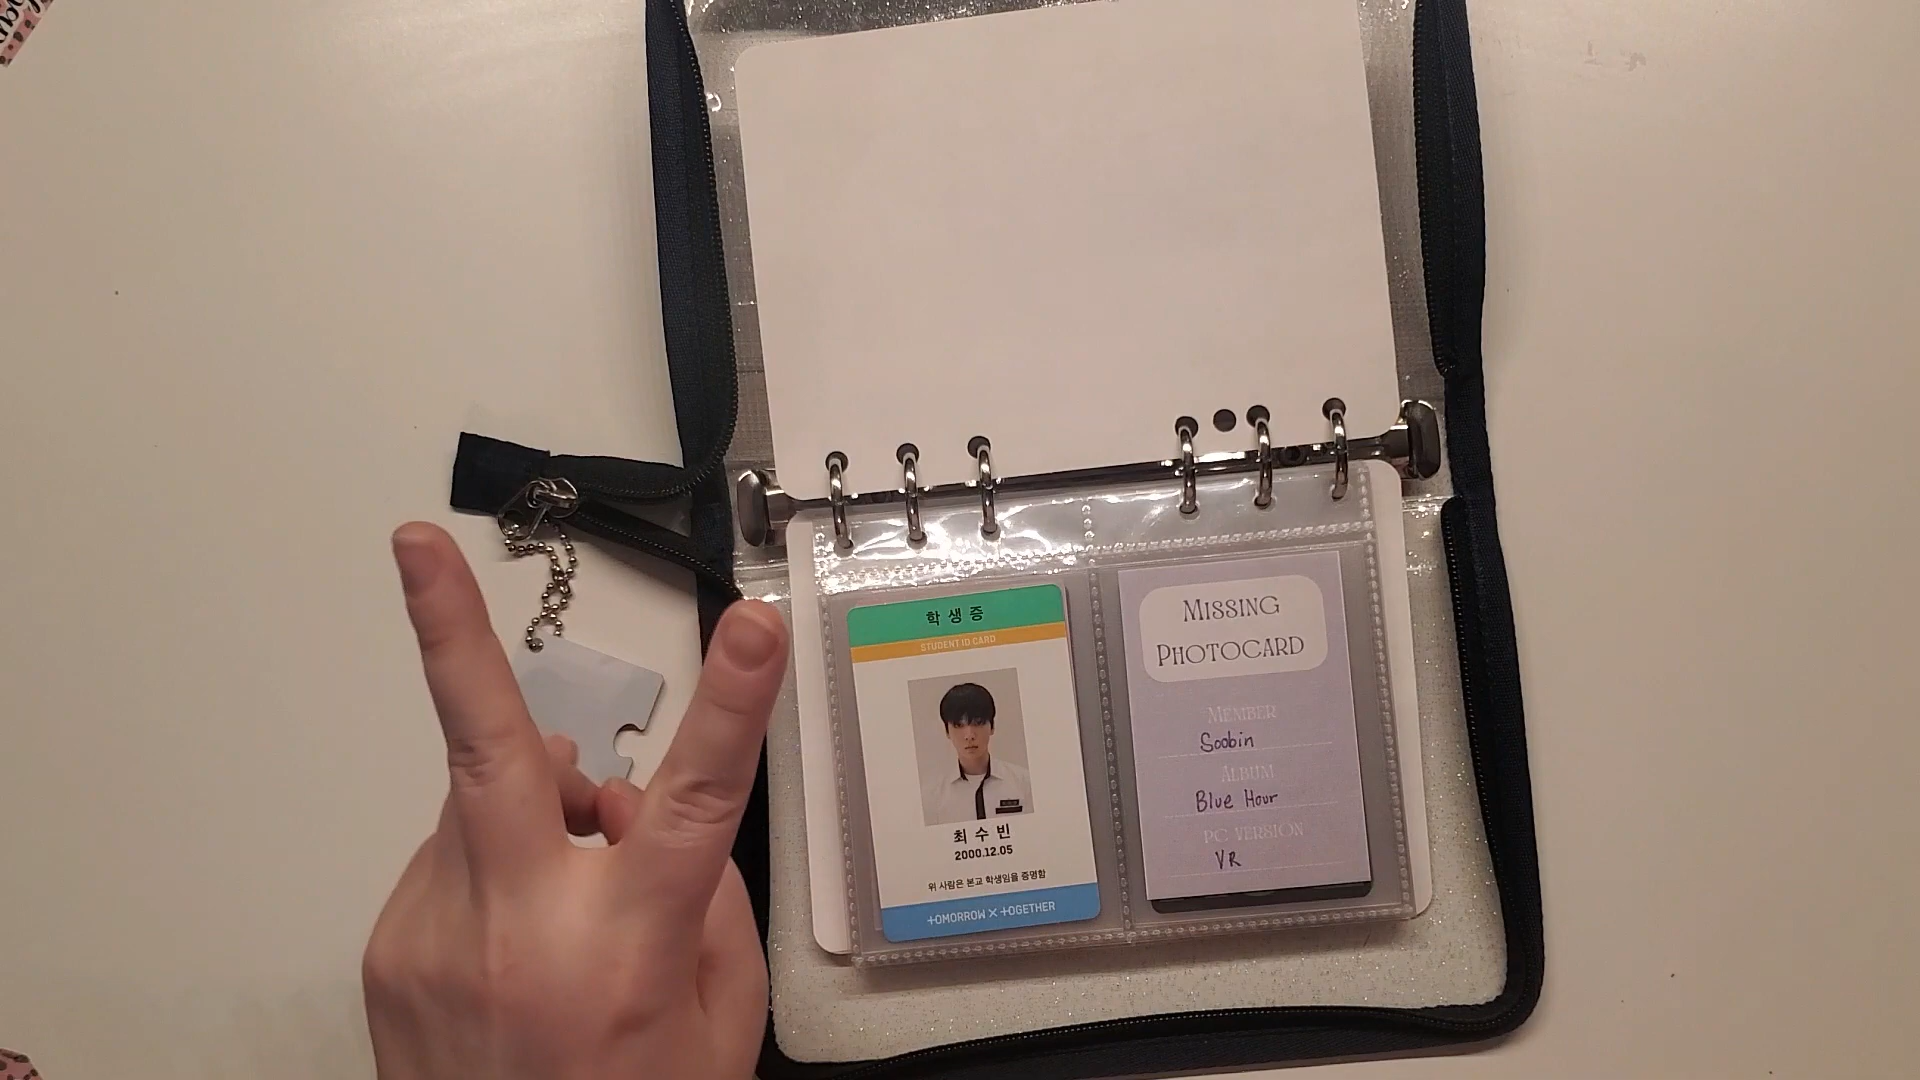 학생증
STUDENT ID CARD
최수빈
2000.12.05
위 사람은 본교 학생임을 증명함
TOMORROW X TOGETHER
MISSING
PHOTOCARD
MEMBER
Soobin
ALBUM
Blue Hour
PC VERSION
VR